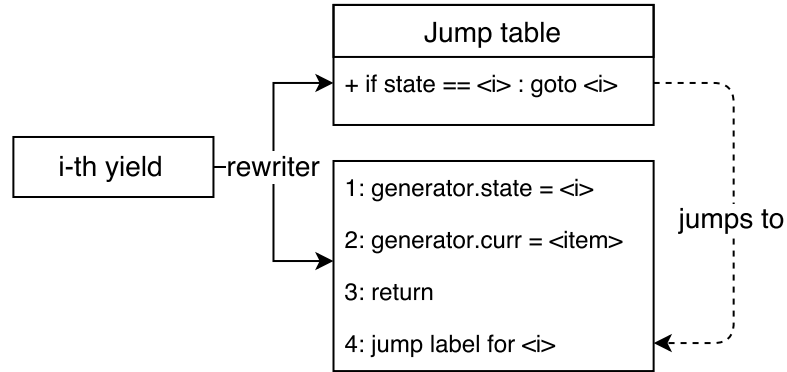 Jump table
+ if state == <i> : goto <i>
i-th yield
rewriter
1: generator.state = <i>
2: generator.curr = <item>
3: return
4: jump label for <i>
jumps to